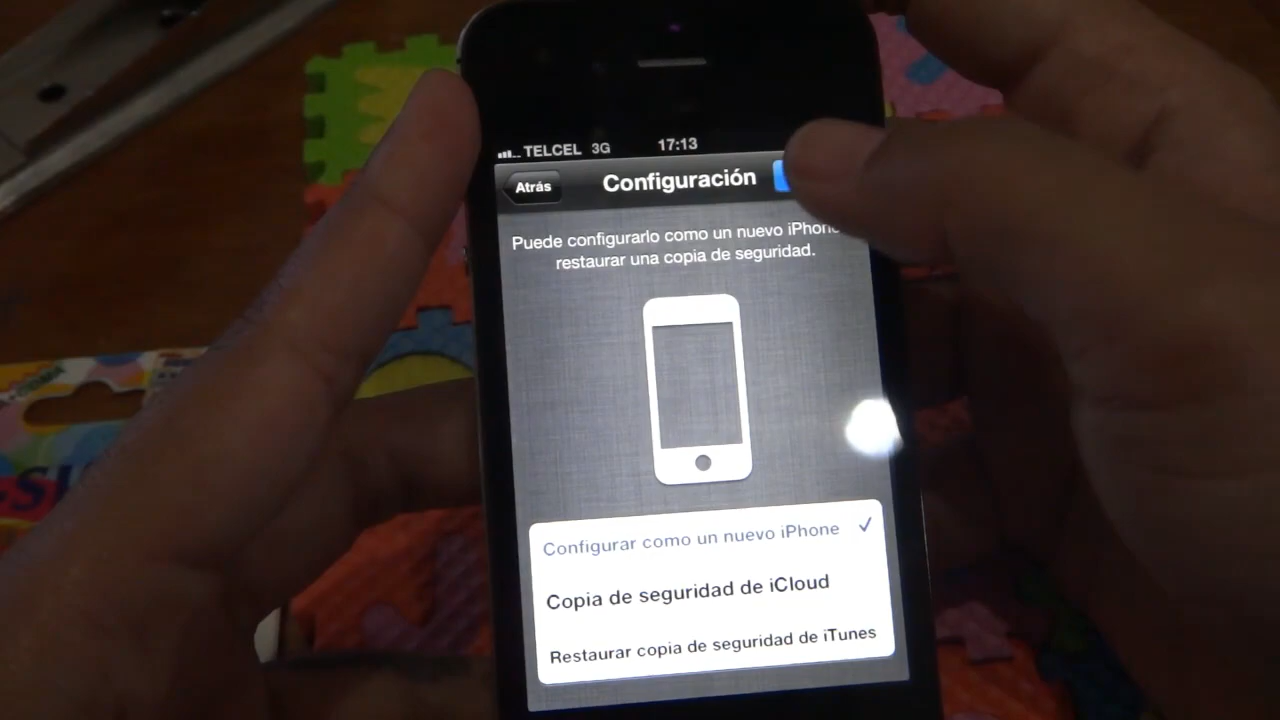 TELCEL 3G 17:13
Atrás Configuración
Puede configurarlo como un nuevo iPhone
restaurar una copia de seguridad.
Configurar como un nuevo iPhone ✓
Copia de seguridad de iCloud
Restaurar copia de seguridad de iTunes